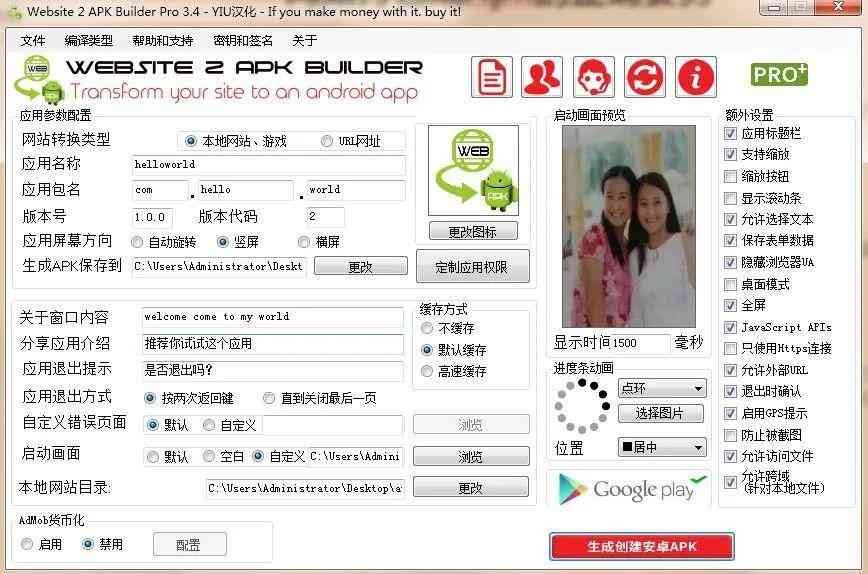 Website 2 APK Builder Pro 3.4 - YIU汉化 - If you make money with it. buy it!
文件 编译类型 帮助和支持 密钥和签名 关于
WEBSITE 2 APK BUILDER
Transform your site to an android app
PRO+
应用参数配置
网站转换类型 本地网站、游戏 URL网址
应用名称 helloworld
应用包名 com . hello . world
版本号 1.0.0 版本代码 2
应用屏幕方向 自动旋转 竖屏 横屏
生成APK保存到 C:\Users\Administrator\Deskt 更改
WEB
APK
更改图标
定制应用权限
关于窗口内容 welcome come to my world
分享应用介绍 推荐你试试这个应用
应用退出提示 是否退出吗?
应用退出方式 按两次返回键 直到关闭最后一页
自定义错误页面 默认 自定义 浏览
启动画面 默认 空白 自定义 C:\Users\Admini 浏览
本地网站目录: C:\Users\Administrator\Desktop\a 更改
缓存方式
不缓存
默认缓存
高速缓存
AdMob货币化
启用 禁用 配置
启动画面预览
显示时间 1500 毫秒
进度条动画
点环
选择图片
位置 居中
Google play
生成创建安卓APK
额外设置
应用标题栏
支持缩放
缩放按钮
显示滚动条
允许选择文本
保存表单数据
隐藏浏览器UA
桌面模式
全屏
JavaScript APIs
只使用Https连接
允许外部URL
退出时确认
启用GPS提示
防止被截图
允许访问文件
允许跨域
(针对本地文件)